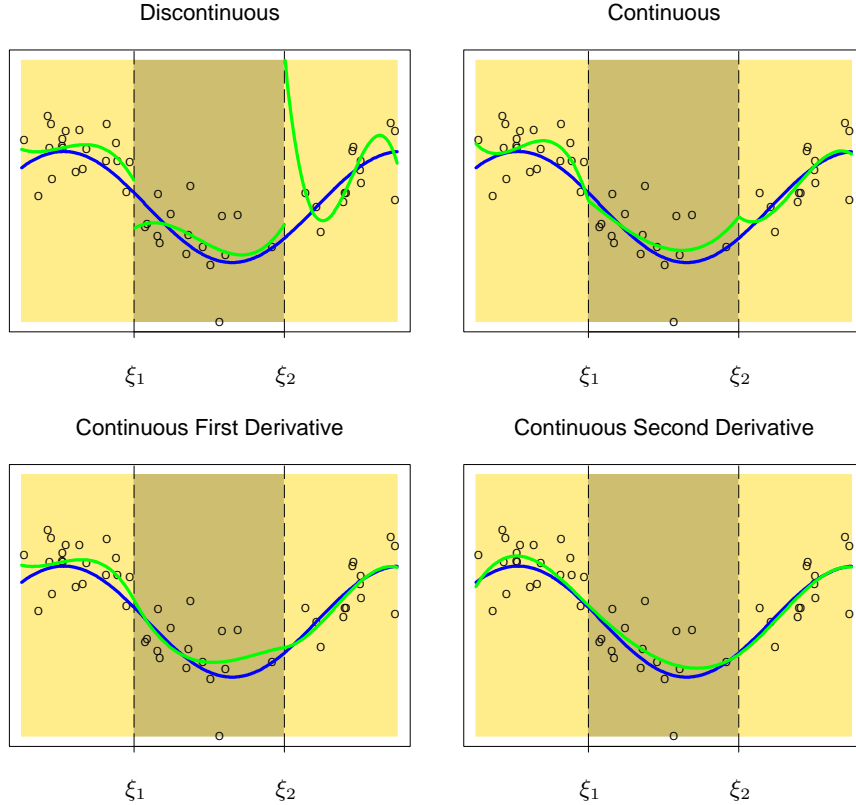 Discontinuous
Continuous
ξ1 ξ2
ξ1 ξ2
Continuous First Derivative
Continuous Second Derivative
ξ1 ξ2
ξ1 ξ2